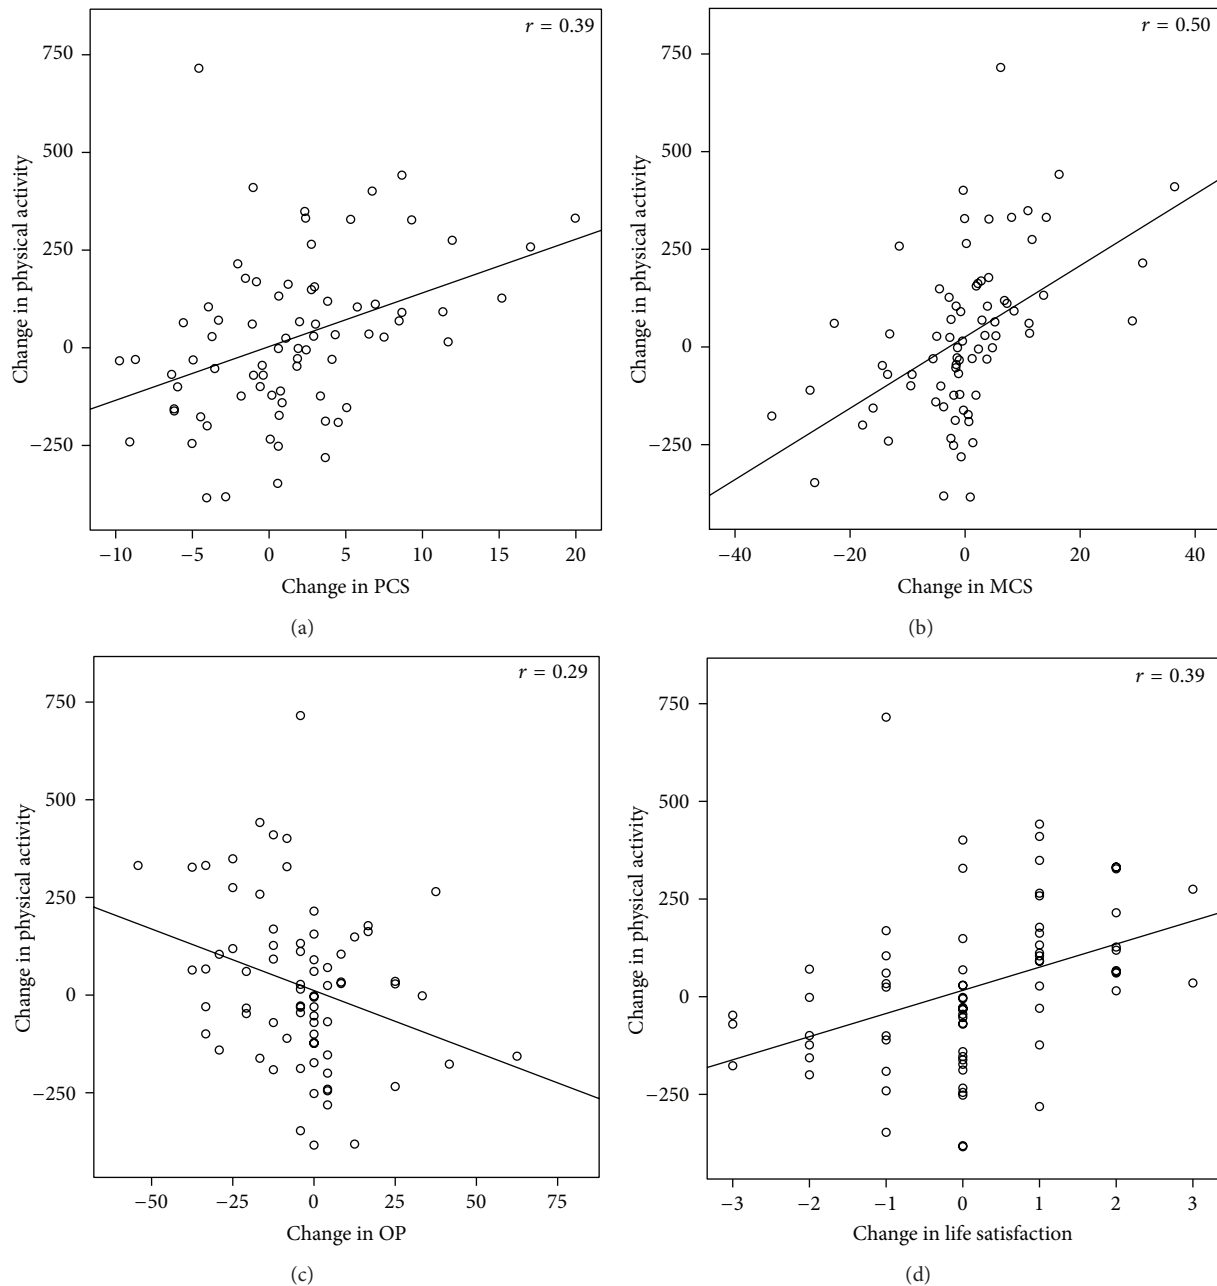 r = 0.39
750
500
250
0
−250
Change in physical activity
−10 −5 0 5 10 15 20
Change in PCS
(a)
r = 0.50
750
500
250
0
−250
Change in physical activity
−40 −20 0 20 40
Change in MCS
(b)
r = 0.29
750
500
250
0
−250
Change in physical activity
−50 −25 0 25 50 75
Change in OP
(c)
r = 0.39
750
500
250
0
−250
Change in physical activity
−3 −2 −1 0 1 2 3
Change in life satisfaction
(d)